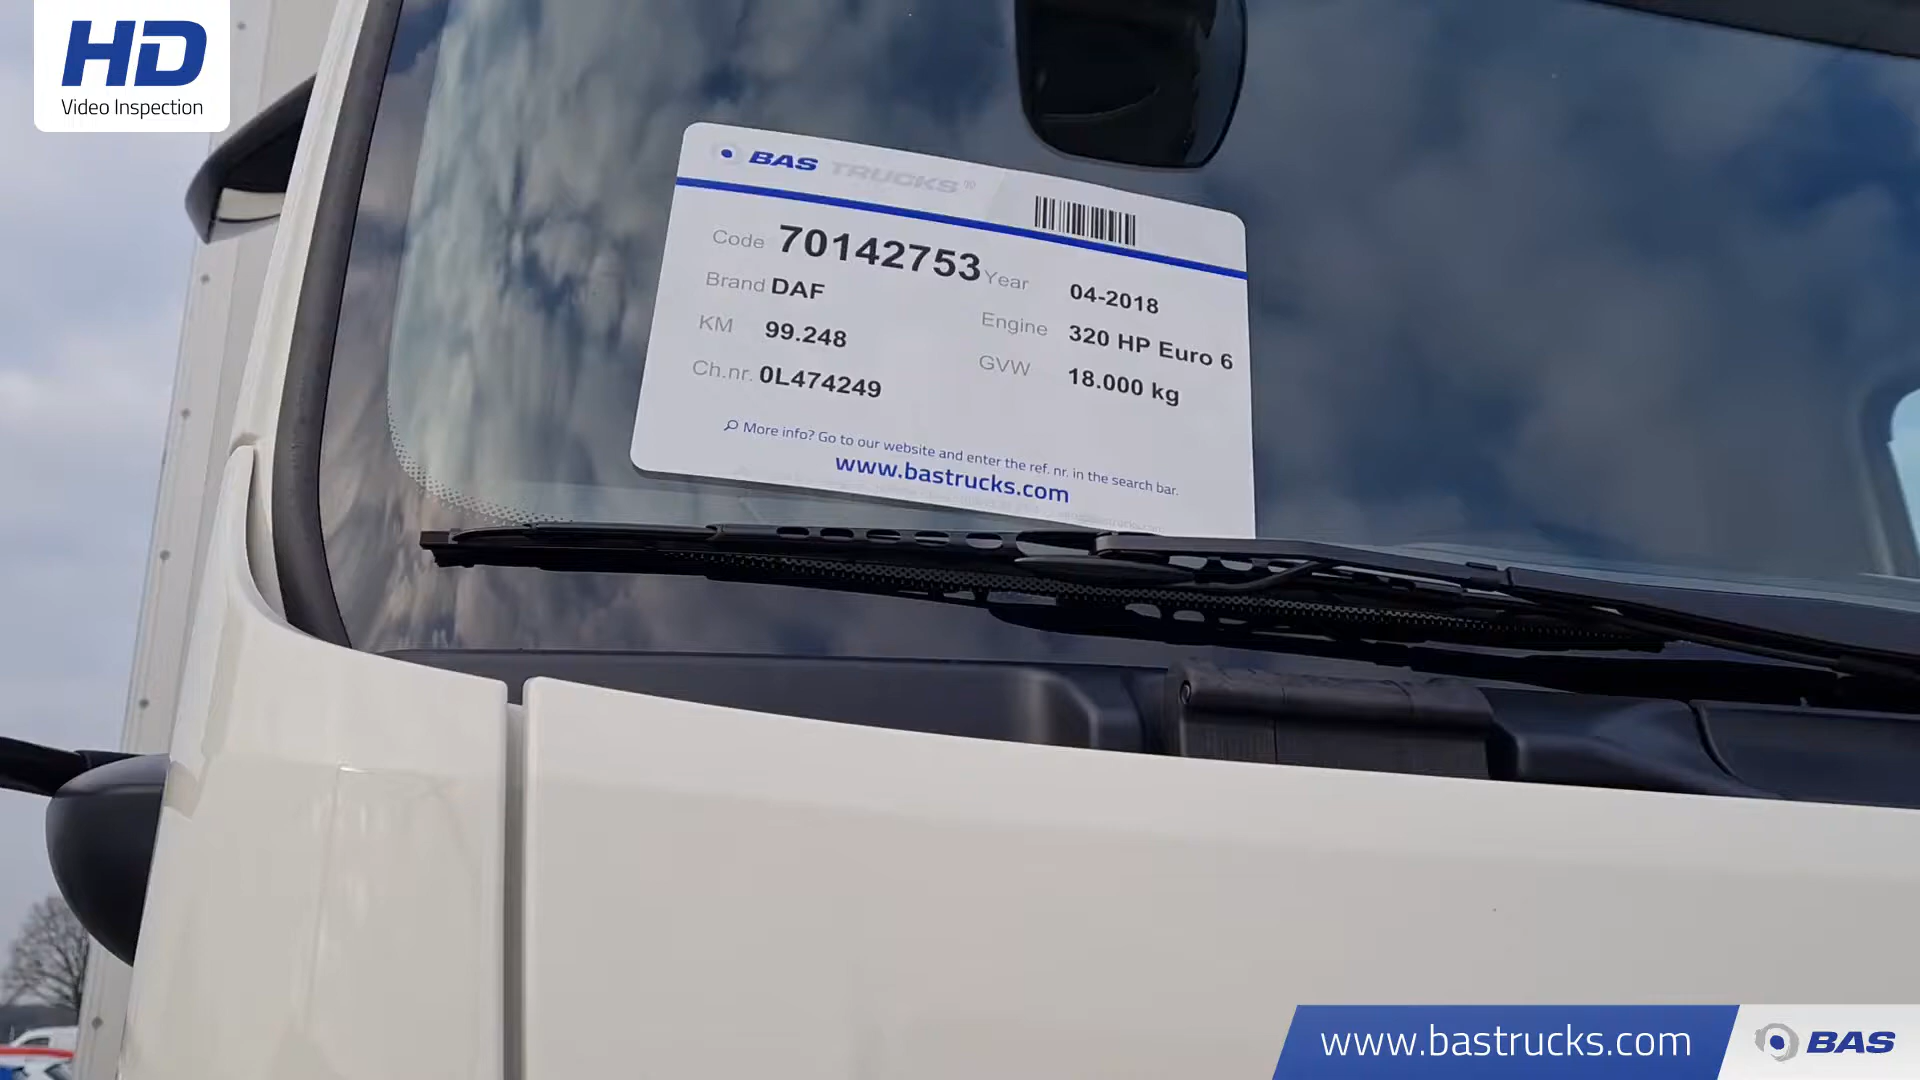 HD
Video Inspection
BAS TRUCKS®
Code 70142753
Year 04-2018
Brand DAF
Engine 320 HP Euro 6
KM 99.248
GVW 18.000 kg
Ch.nr. 0L474249
More info? Go to our website and enter the ref. nr. in the search bar.
www.bastrucks.com
www.bastrucks.com
BAS